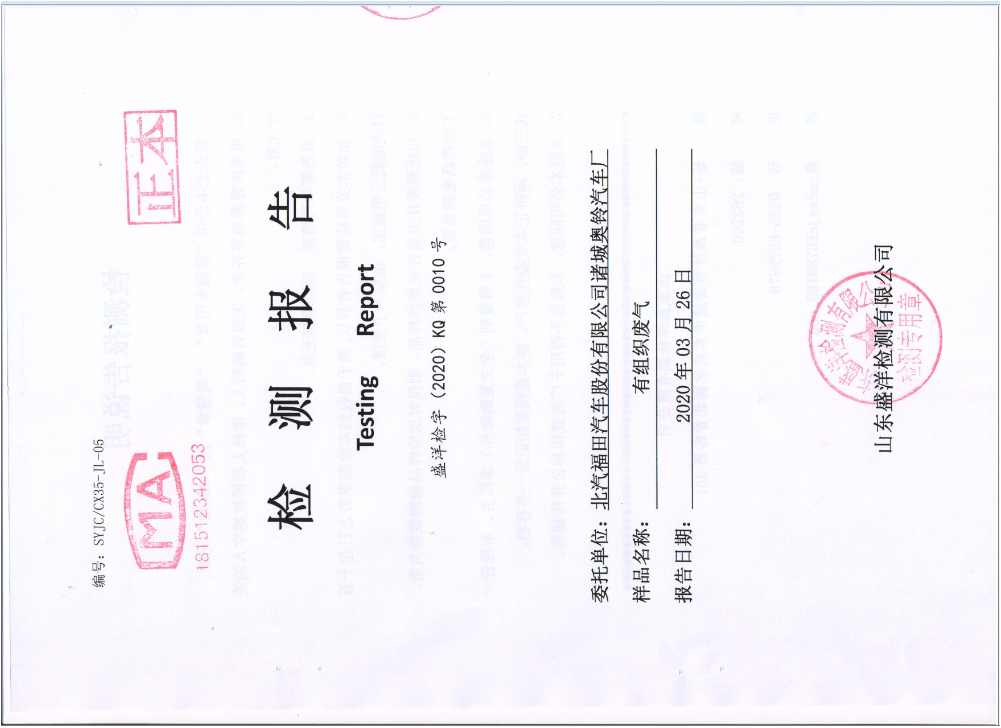 编号：SYJC/CX35-JL-05
正本
MA
181512342053
检测报告
Testing Report
盛洋检字（2020）KQ第0010号
委托单位：北汽福田汽车股份有限公司诸城奥铃汽车厂
样品名称：有组织废气
报告日期：2020年03月26日
山东盛洋检测有限公司
检测专用章